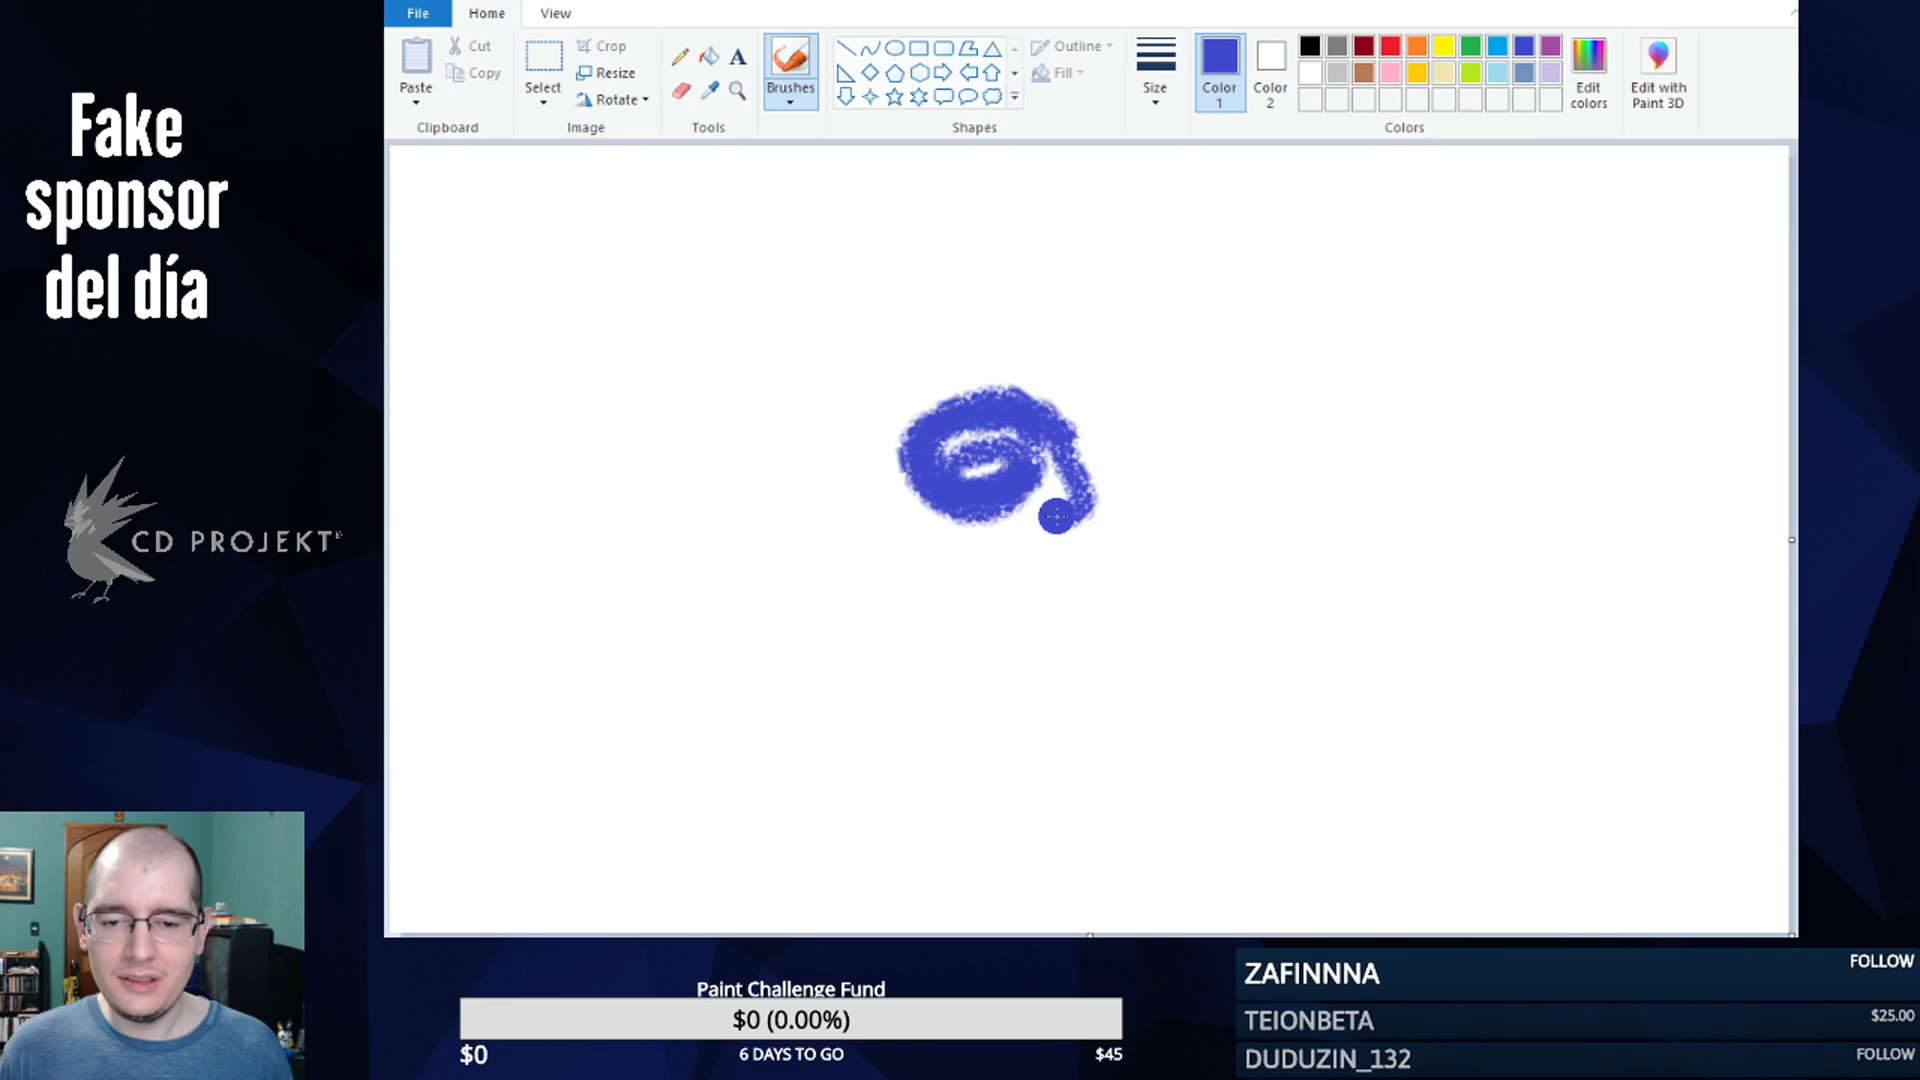 File
Home
View
Cut
Copy
Paste
Clipboard
Crop
Resize
Rotate
Select
Image
Tools
Brushes
Outline
Fill
Shapes
Size
Color
1
Color
2
Edit
colors
Edit with
Paint 3D
Colors
Fake
sponsor
del día
CD PROJEKT
Paint Challenge Fund
$0 (0.00%)
$0
6 DAYS TO GO
$45
ZAFINNNA
FOLLOW
TEIONBETA
$25.00
DUDUZIN_132
FOLLOW